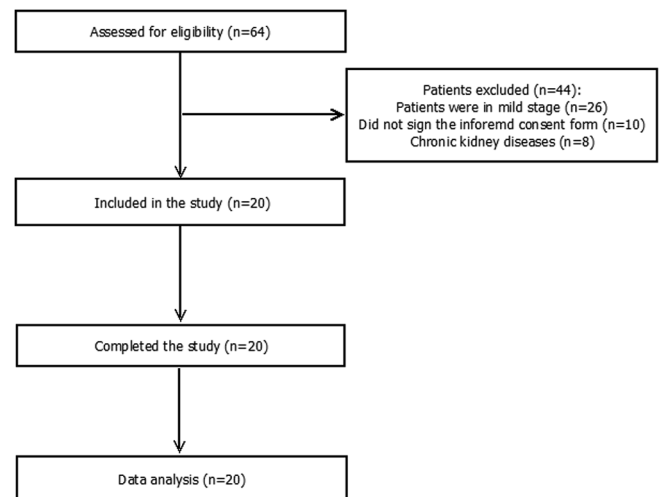 Assessed for eligibility (n=64)
Patients excluded (n=44):
Patients were in mild stage (n=26)
Did not sign the inforemd consent form (n=10)
Chronic kidney diseases (n=8)
Included in the study (n=20)
Completed the study (n=20)
Data analysis (n=20)